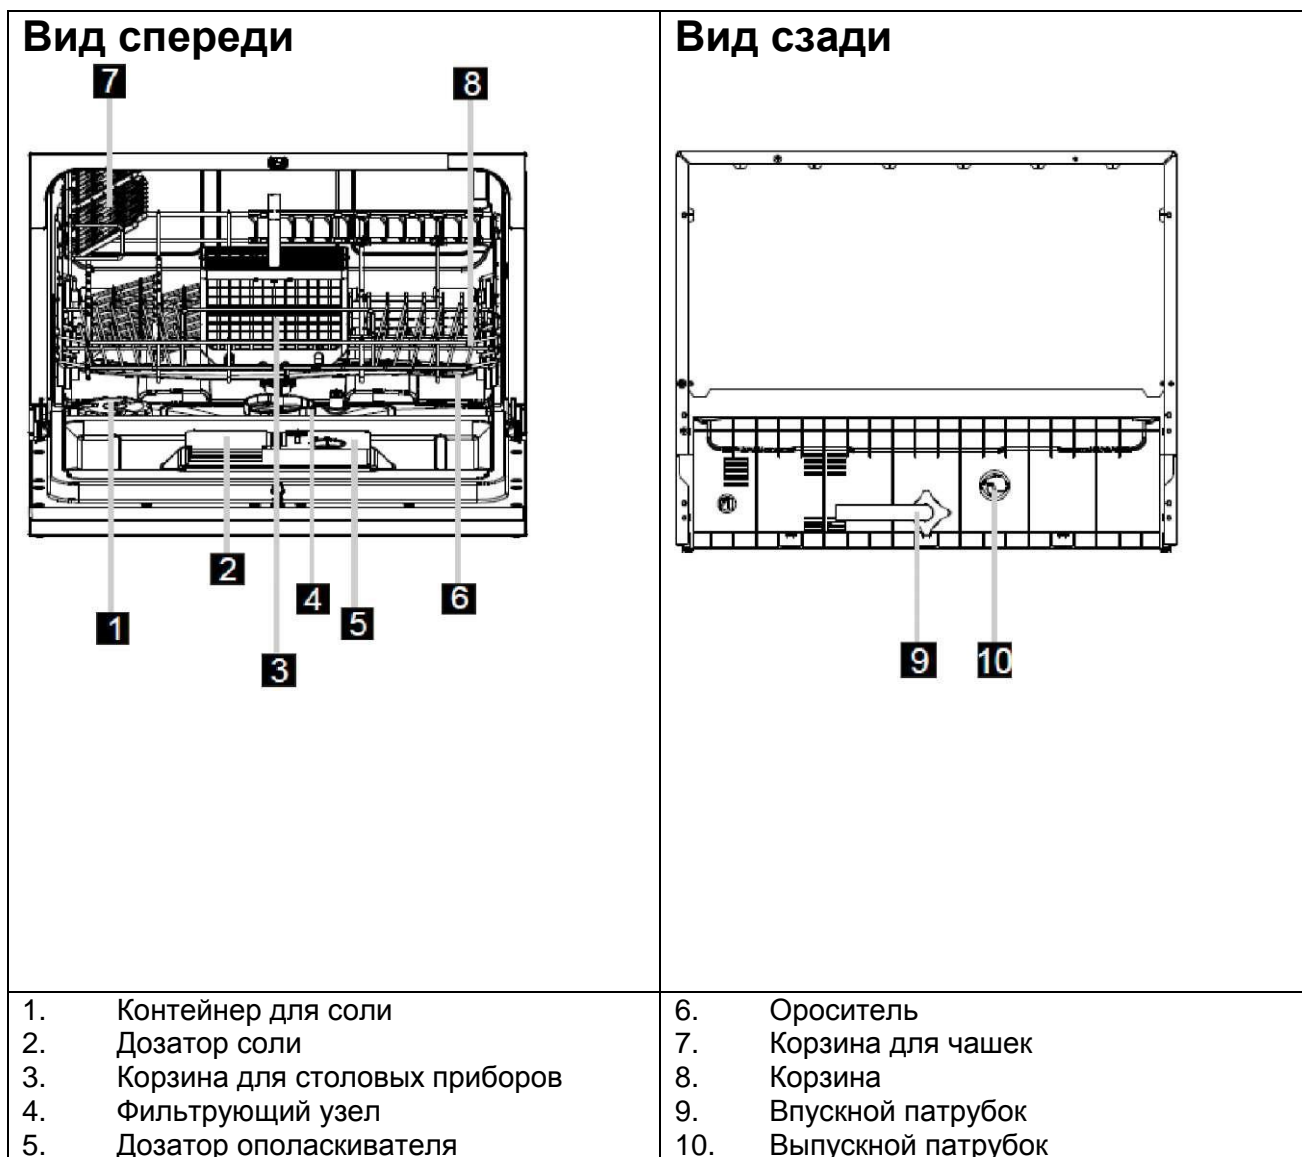 Вид спереди
7
8
2
4
6
5
1
3
Вид сзади
9
10
1. Контейнер для соли
2. Дозатор соли
3. Корзина для столовых приборов
4. Фильтрующий узел
5. Дозатор ополаскивателя
6. Ороситель
7. Корзина для чашек
8. Корзина
9. Впускной патрубок
10. Выпускной патрубок